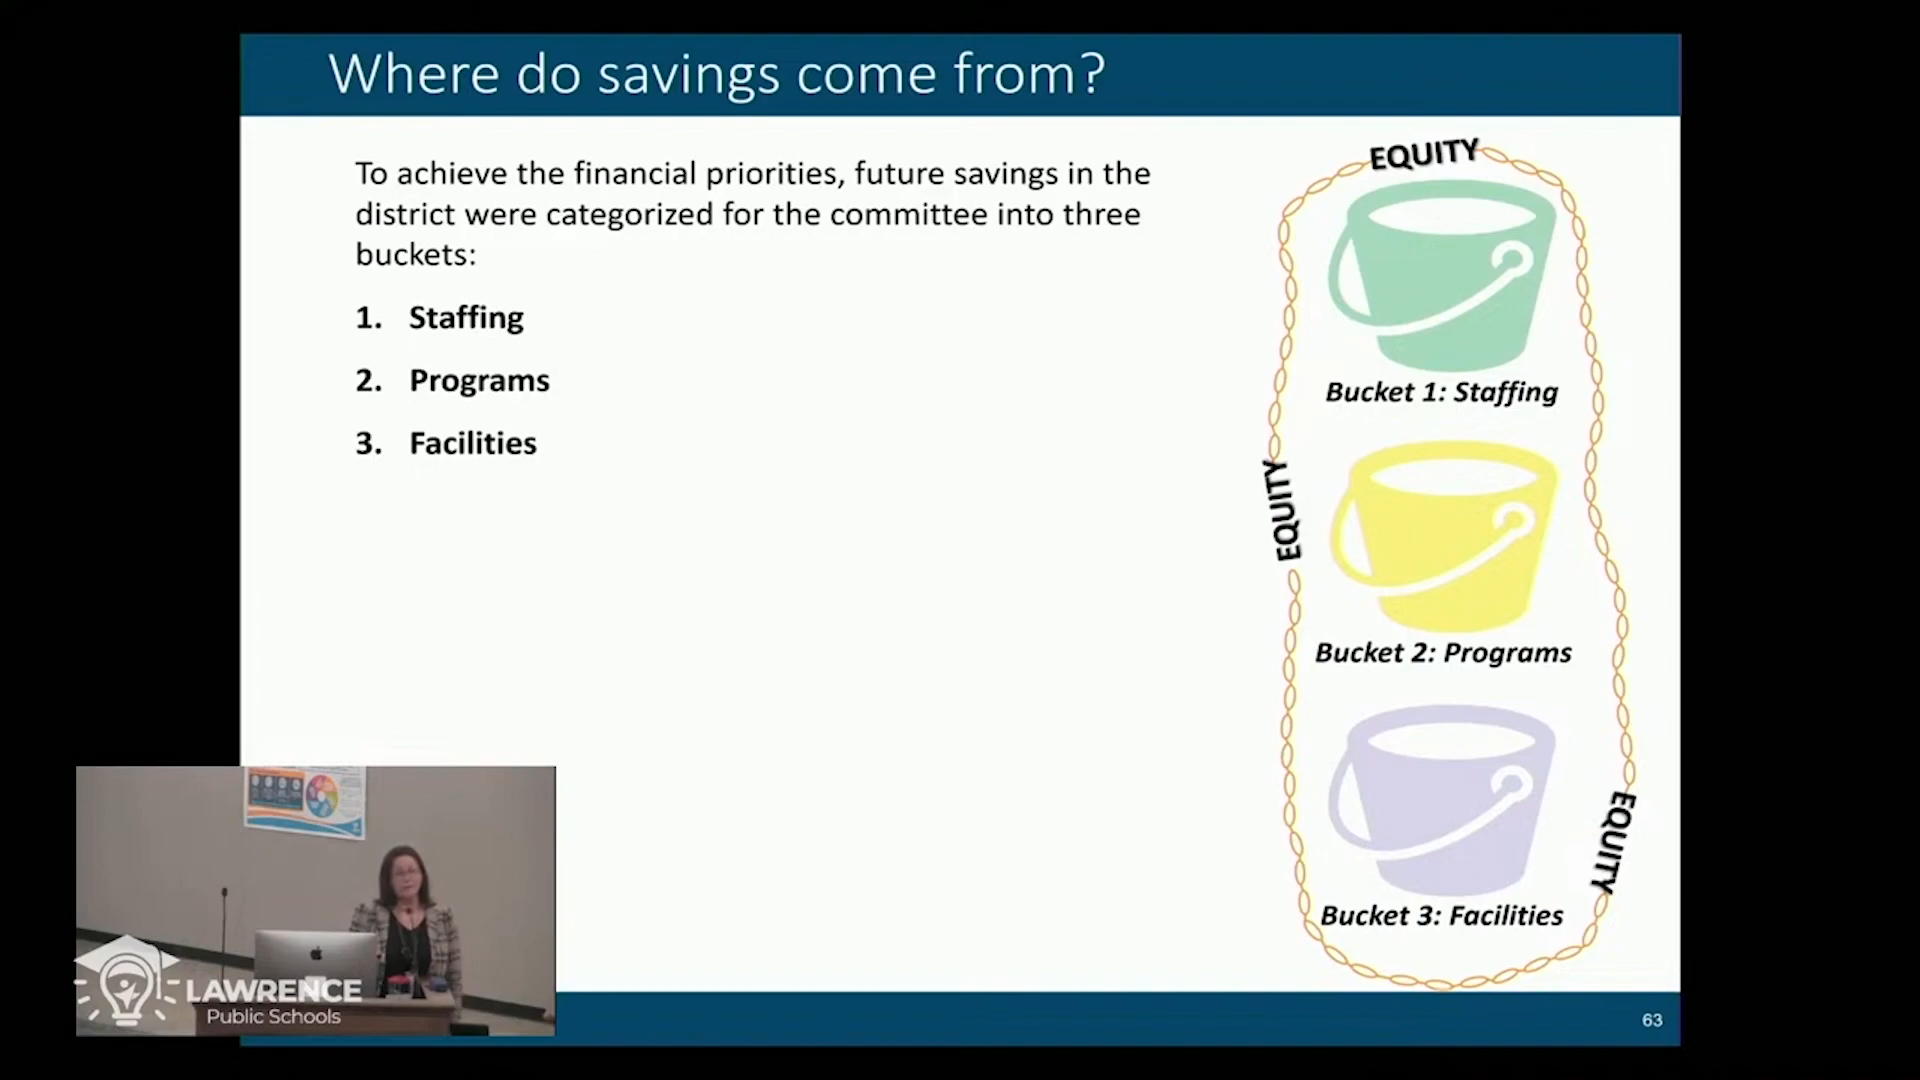 Where do savings come from?
To achieve the financial priorities, future savings in the
district were categorized for the committee into three
buckets:
1. Staffing
2. Programs
3. Facilities
EQUITY
Bucket 1: Staffing
EQUITY
Bucket 2: Programs
EQUITY
Bucket 3: Facilities
LAWRENCE
Public Schools
63